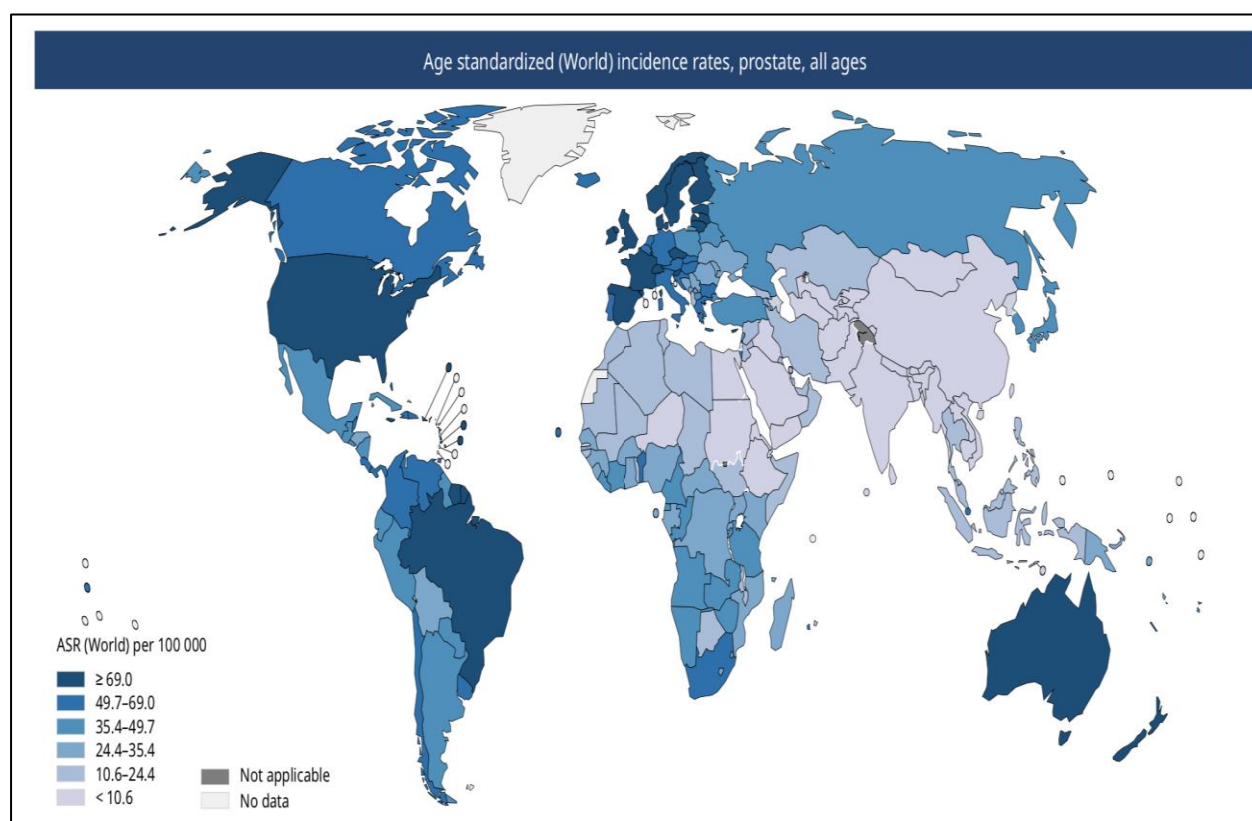 Age standardized (World) incidence rates, prostate, all ages
ASR (World) per 100 000
≥ 69.0
49.7–69.0
35.4–49.7
24.4–35.4
10.6–24.4
< 10.6
Not applicable
No data